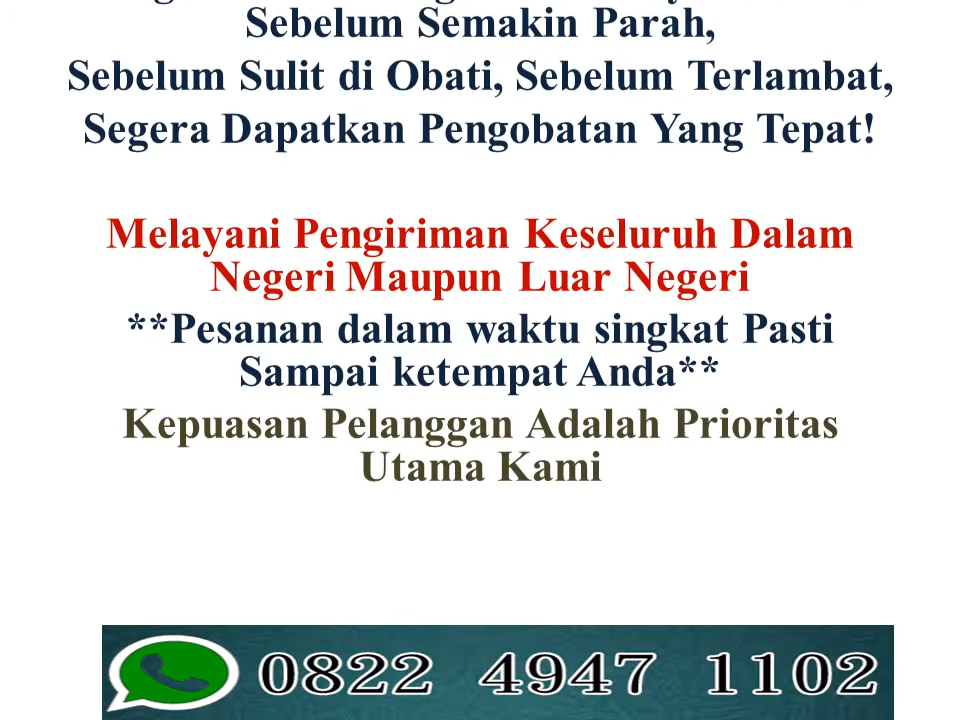 Sebelum Semakin Parah,
Sebelum Sulit di Obati, Sebelum Terlambat,
Segera Dapatkan Pengobatan Yang Tepat!
Melayani Pengiriman Keseluruh Dalam
Negeri Maupun Luar Negeri
**Pesanan dalam waktu singkat Pasti
Sampai ketempat Anda**
Kepuasan Pelanggan Adalah Prioritas
Utama Kami
0822 4947 1102